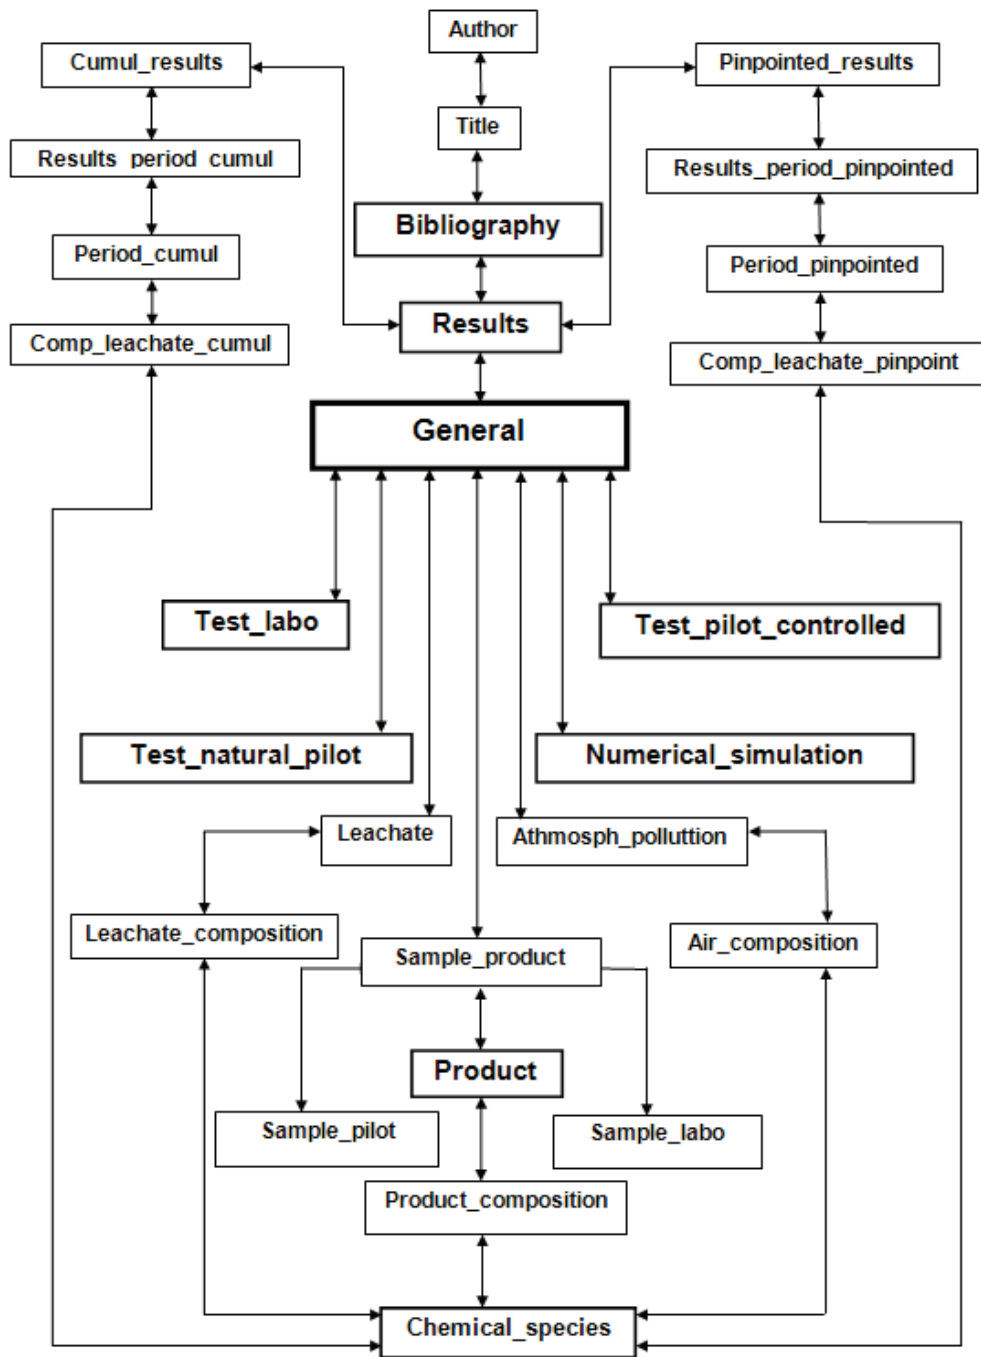 Author
Cumul_results
Pinpointed_results
Title
Results_period_cumul
Results_period_pinpointed
Bibliography
Period_cumul
Period_pinpointed
Results
Comp_leachate_cumul
Comp_leachate_pinpoint
General
Test_labo
Test_pilot_controlled
Test_natural_pilot
Numerical_simulation
Leachate
Athmosph_polluttion
Leachate_composition
Air_composition
Sample_product
Product
Sample_pilot
Sample_labo
Product_composition
Chemical_species